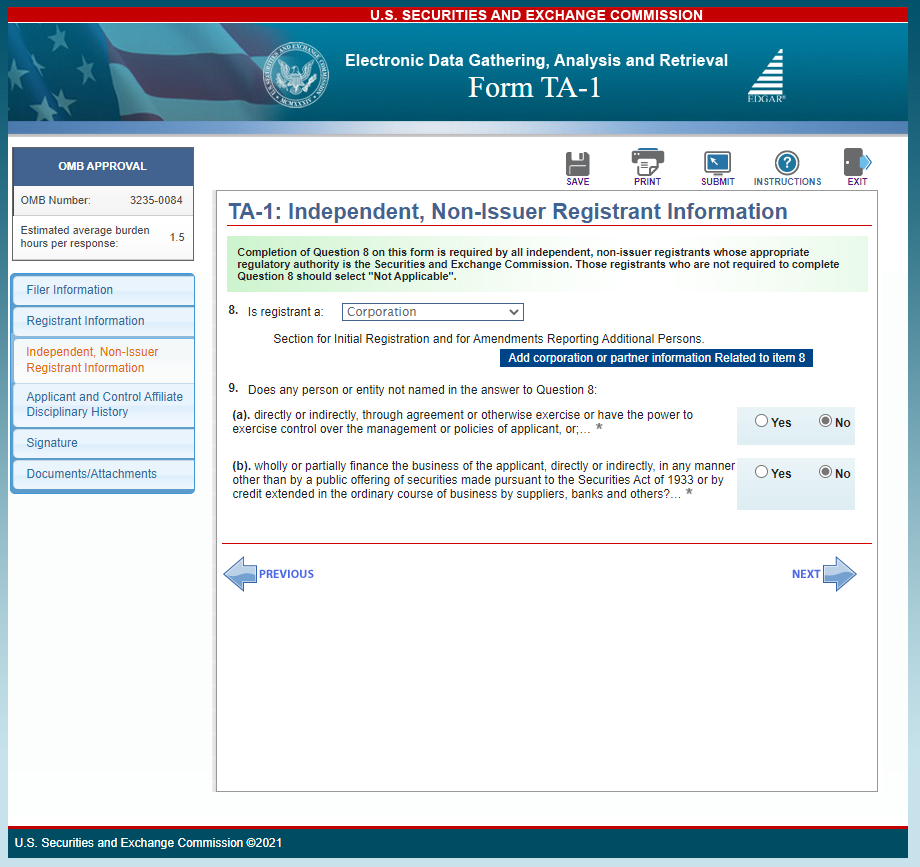 U.S. SECURITIES AND EXCHANGE COMMISSION
Electronic Data Gathering, Analysis and Retrieval
Form TA-1
EDGAR®
OMB APPROVAL
OMB Number: 3235-0084
Estimated average burden
hours per response: 1.5
Filer Information
Registrant Information
Independent, Non-Issuer
Registrant Information
Applicant and Control Affiliate
Disciplinary History
Signature
Documents/Attachments
SAVE PRINT SUBMIT INSTRUCTIONS EXIT
TA-1: Independent, Non-Issuer Registrant Information
Completion of Question 8 on this form is required by all independent, non-issuer registrants whose appropriate
regulatory authority is the Securities and Exchange Commission. Those registrants who are not required to complete
Question 8 should select "Not Applicable".
8. Is registrant a: Corporation
Section for Initial Registration and for Amendments Reporting Additional Persons.
Add corporation or partner information Related to item 8
9. Does any person or entity not named in the answer to Question 8:
(a). directly or indirectly, through agreement or otherwise exercise or have the power to
exercise control over the management or policies of applicant, or;... *
Yes No
(b). wholly or partially finance the business of the applicant, directly or indirectly, in any manner
other than by a public offering of securities made pursuant to the Securities Act of 1933 or by
credit extended in the ordinary course of business by suppliers, banks and others?... *
Yes No
PREVIOUS
NEXT
U.S. Securities and Exchange Commission ©2021